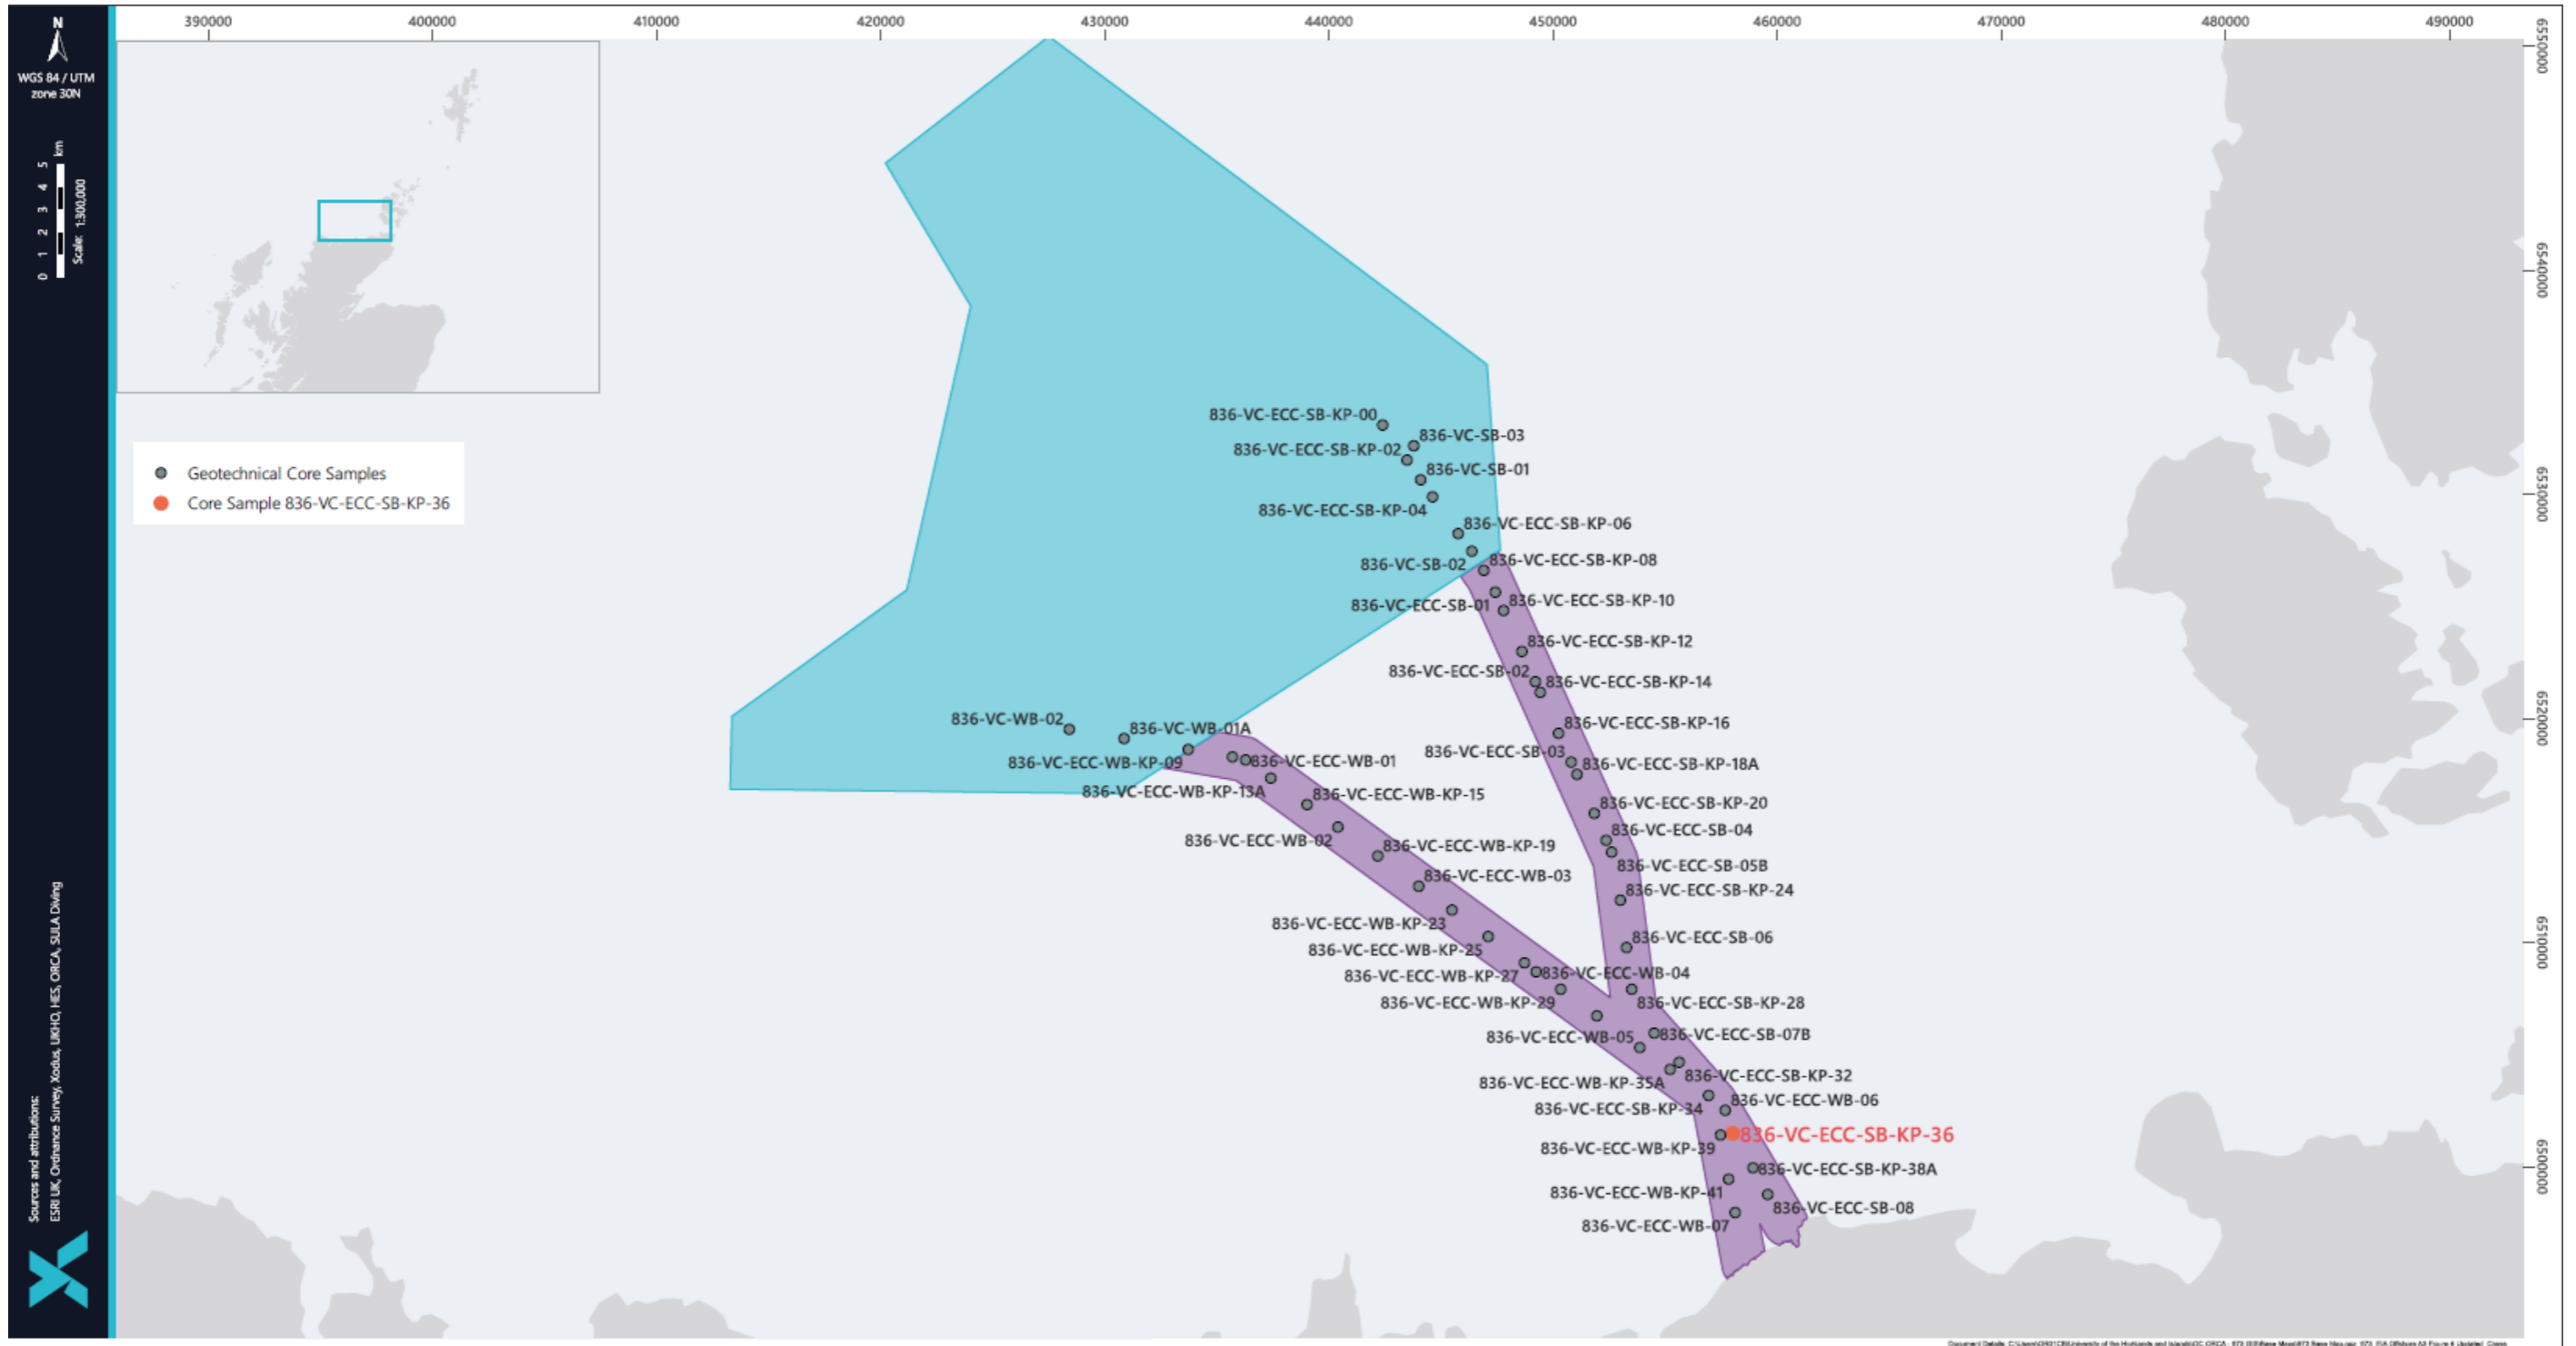 390000 400000 410000 420000 430000 440000 450000 460000 470000 480000 490000
N
WGS 84 / UTM
zone 30N
0 1 2 3 4 5 km
Scale: 1:300,000
Geotechnical Core Samples
Core Sample 836-VC-ECC-SB-KP-36
6550000
6540000
6530000
6520000
6510000
6500000
836-VC-ECC-SB-KP-00
836-VC-SB-03
836-VC-ECC-SB-KP-02
836-VC-SB-01
836-VC-ECC-SB-KP-04
836-VC-ECC-SB-KP-06
836-VC-SB-02
836-VC-ECC-SB-KP-08
836-VC-ECC-SB-01
836-VC-ECC-SB-KP-10
836-VC-ECC-SB-KP-12
836-VC-ECC-SB-02
836-VC-ECC-SB-KP-14
836-VC-WB-02
836-VC-WB-01A
836-VC-ECC-SB-KP-16
836-VC-ECC-SB-03
836-VC-ECC-WB-KP-09
836-VC-ECC-WB-01
836-VC-ECC-SB-KP-18A
836-VC-ECC-WB-KP-13A
836-VC-ECC-WB-KP-15
836-VC-ECC-SB-KP-20
836-VC-ECC-SB-04
836-VC-ECC-WB-02
836-VC-ECC-WB-KP-19
836-VC-ECC-SB-05B
836-VC-ECC-WB-03
836-VC-ECC-SB-KP-24
836-VC-ECC-WB-KP-23
836-VC-ECC-SB-06
836-VC-ECC-WB-KP-25
836-VC-ECC-WB-KP-27
836-VC-ECC-WB-04
836-VC-ECC-WB-KP-29
836-VC-ECC-SB-KP-28
836-VC-ECC-WB-05
836-VC-ECC-SB-07B
836-VC-ECC-WB-KP-35A
836-VC-ECC-SB-KP-32
836-VC-ECC-SB-KP-34
836-VC-ECC-WB-06
836-VC-ECC-SB-KP-36
836-VC-ECC-WB-KP-39
836-VC-ECC-SB-KP-38A
836-VC-ECC-WB-KP-41
836-VC-ECC-SB-08
836-VC-ECC-WB-07
Sources and attributions:
ESRI UK, Ordnance Survey, Xodus, UKHO, HES, ORCA, SULA Diving